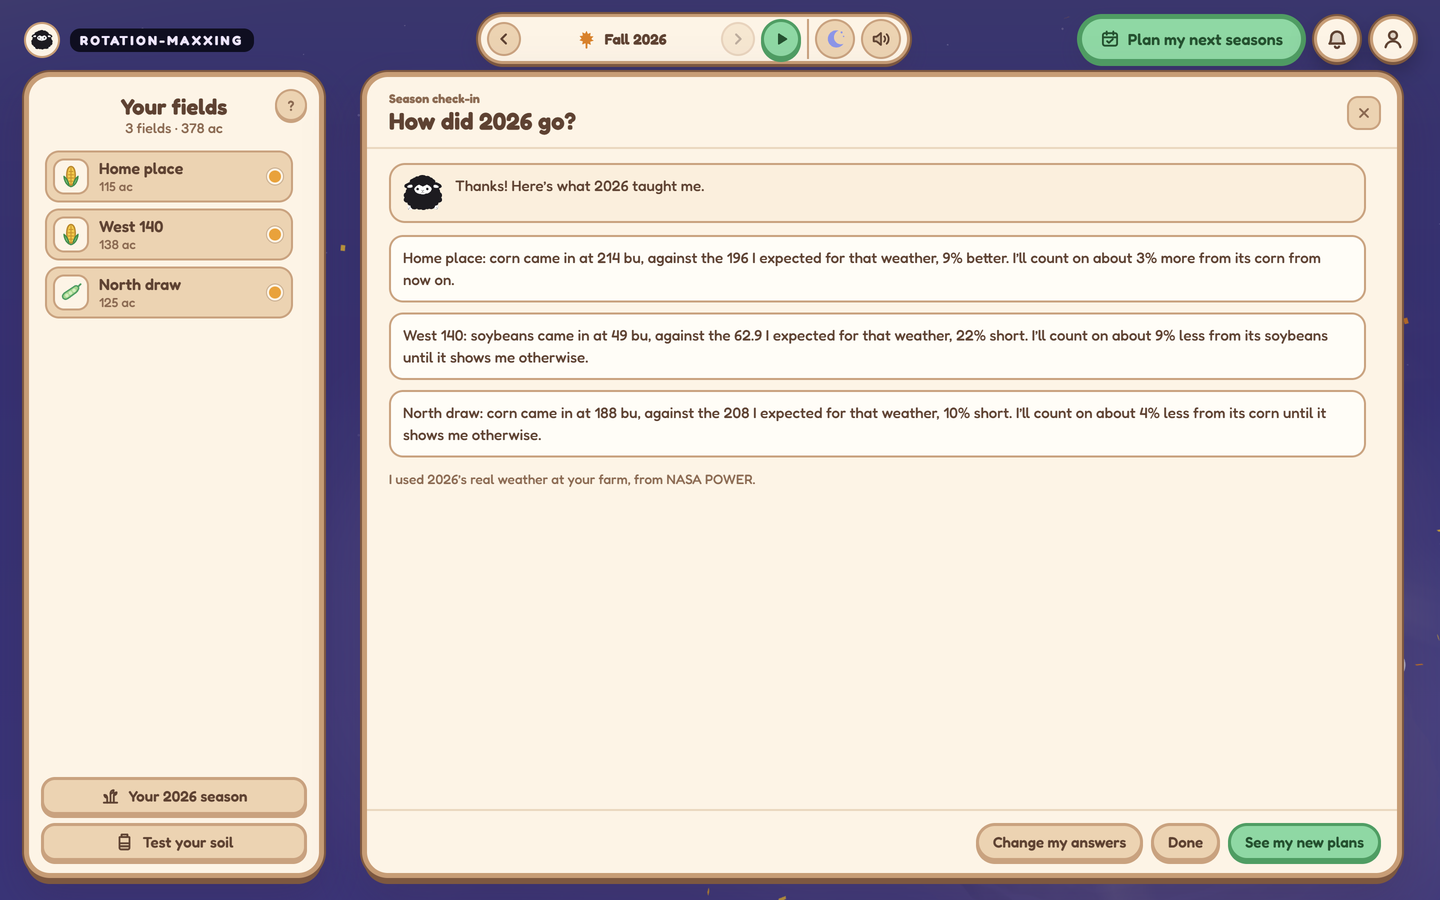 ROTATION-MAXXING
Fall 2026
Plan my next seasons
Your fields
?
3 fields · 378 ac
Home place
115 ac
West 140
138 ac
North draw
125 ac
Your 2026 season
Test your soil
Season check-in
How did 2026 go?
Thanks! Here's what 2026 taught me.
Home place: corn came in at 214 bu, against the 196 I expected for that weather, 9% better. I'll count on about 3% more from its corn from
now on.
West 140: soybeans came in at 49 bu, against the 62.9 I expected for that weather, 22% short. I'll count on about 9% less from its soybeans
until it shows me otherwise.
North draw: corn came in at 188 bu, against the 208 I expected for that weather, 10% short. I'll count on about 4% less from its corn until it
shows me otherwise.
I used 2026's real weather at your farm, from NASA POWER.
Change my answers
Done
See my new plans